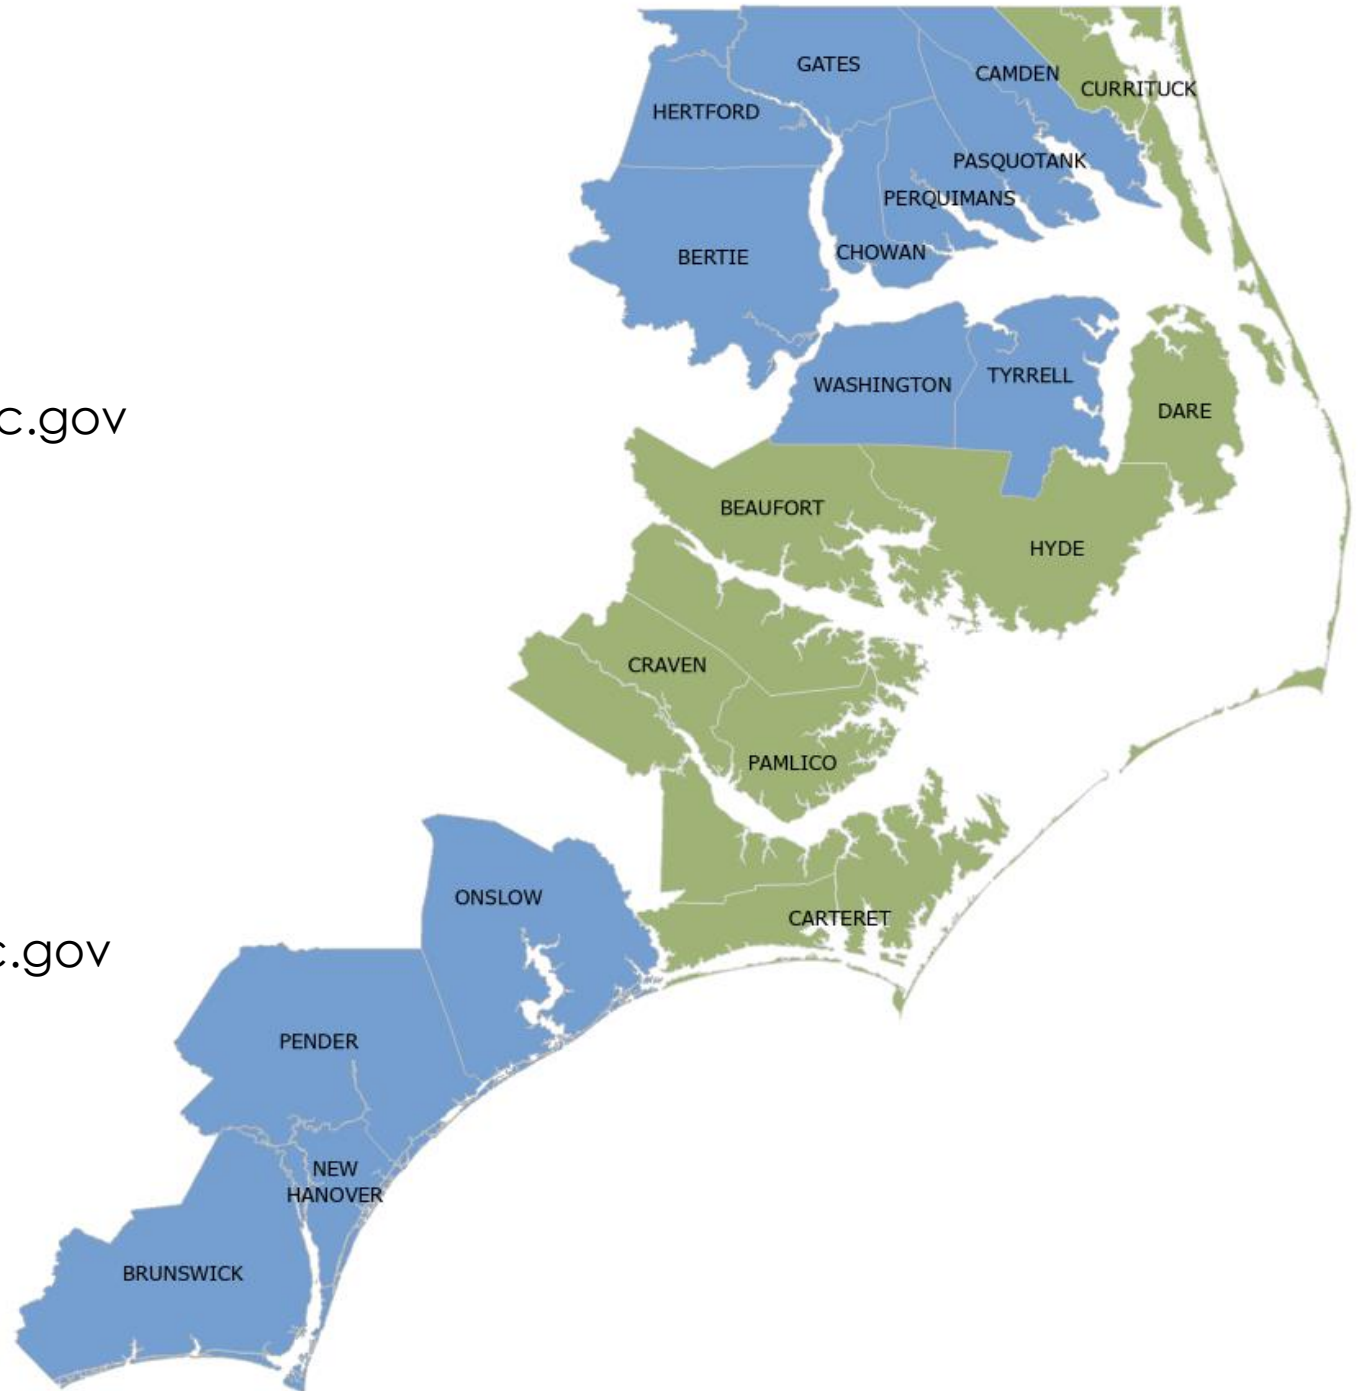 GATES
CAMDEN
CURRITUCK
HERTFORD
PASQUOTANK
PERQUIMANS
CHOWAN
BERTIE
WASHINGTON
TYRRELL
DARE
c.gov
BEAUFORT
HYDE
CRAVEN
PAMLICO
ONSLOW
CARTERET
c.gov
PENDER
NEW
HANOVER
BRUNSWICK